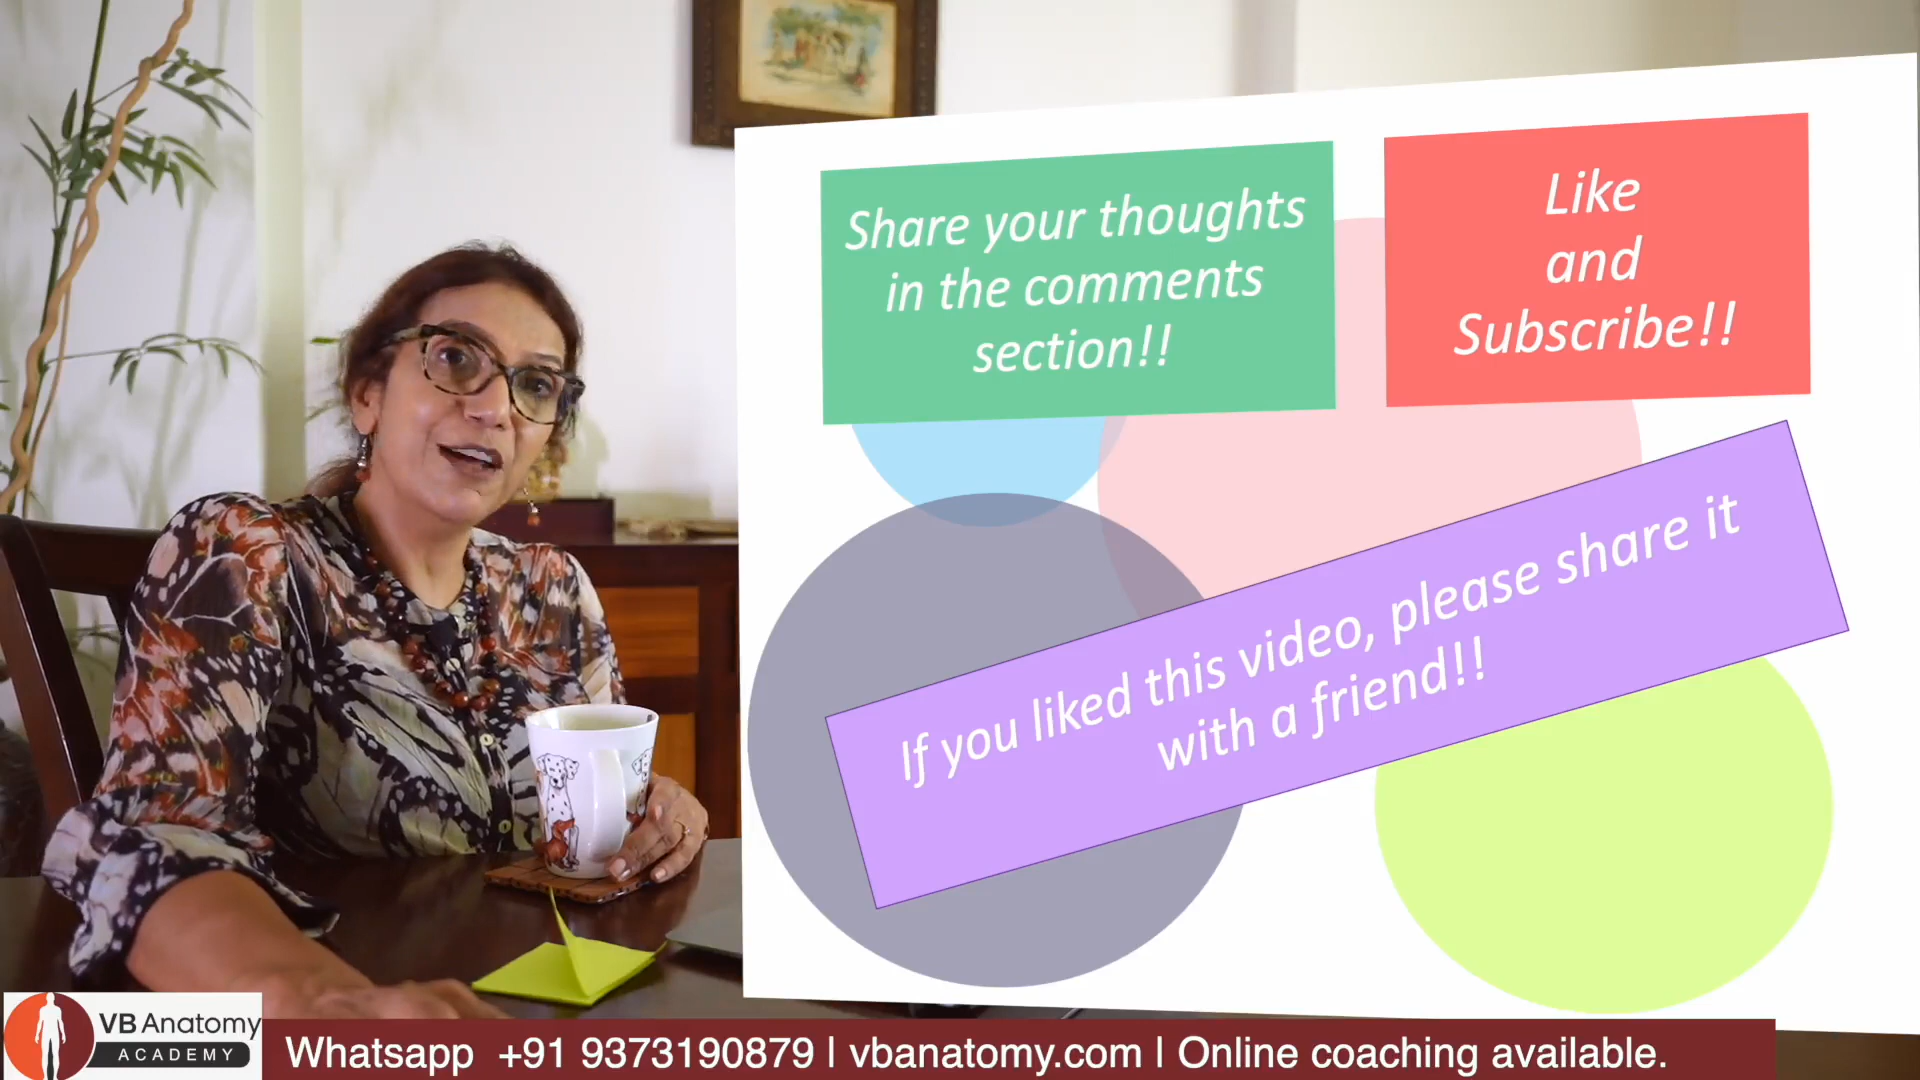 Share your thoughts
in the comments
section!!
Like
and
Subscribe!!
If you liked this video, please share it
with a friend!!
VB Anatomy
ACADEMY
Whatsapp +91 9373190879 | vbanatomy.com | Online coaching available.